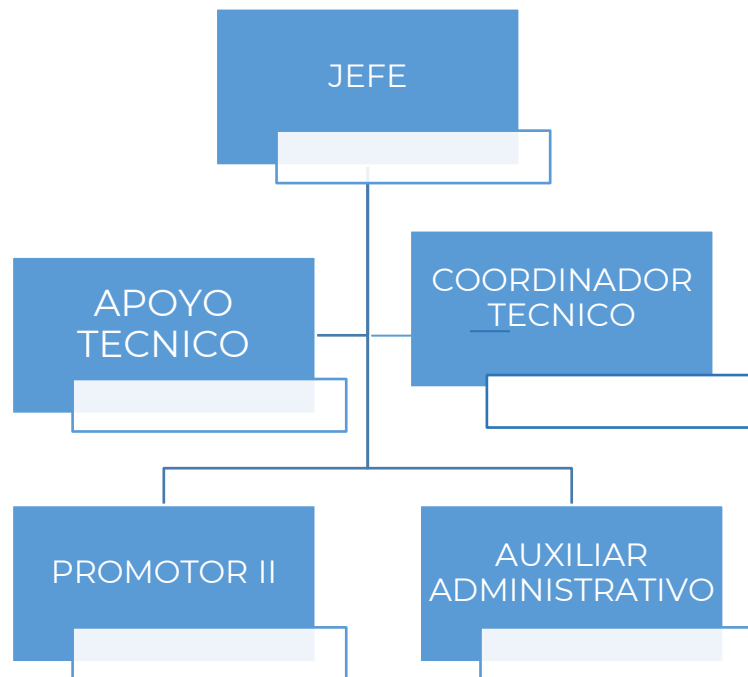 JEFE
APOYO
TECNICO
COORDINADOR
TECNICO
PROMOTOR II
AUXILIAR
ADMINISTRATIVO